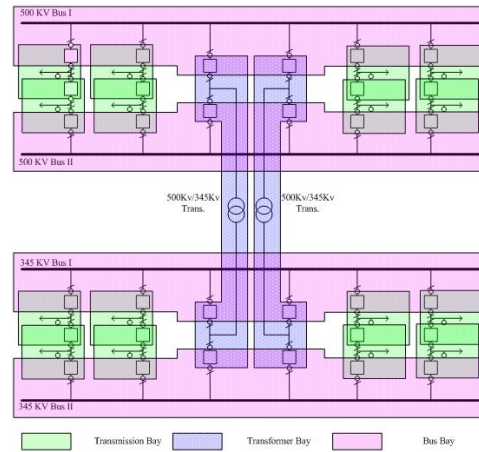 500 KV Bus I
500 KV Bus II
500Kv/345Kv
Trans.
500Kv/345Kv
Trans.
345 KV Bus I
345 KV Bus II
Transmission Bay
Transformer Bay
Bus Bay